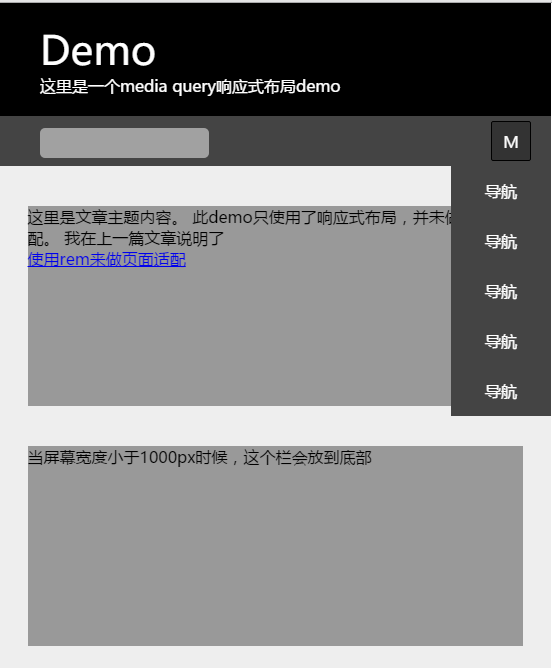 Demo
这里是一个media query响应式布局demo
M
导航
导航
导航
导航
导航
这里是文章主题内容。 此demo只使用了响应式布局，并未
配。 我在上一篇文章说明了
使用rem来做页面适配
当屏幕宽度小于1000px时候，这个栏会放到底部